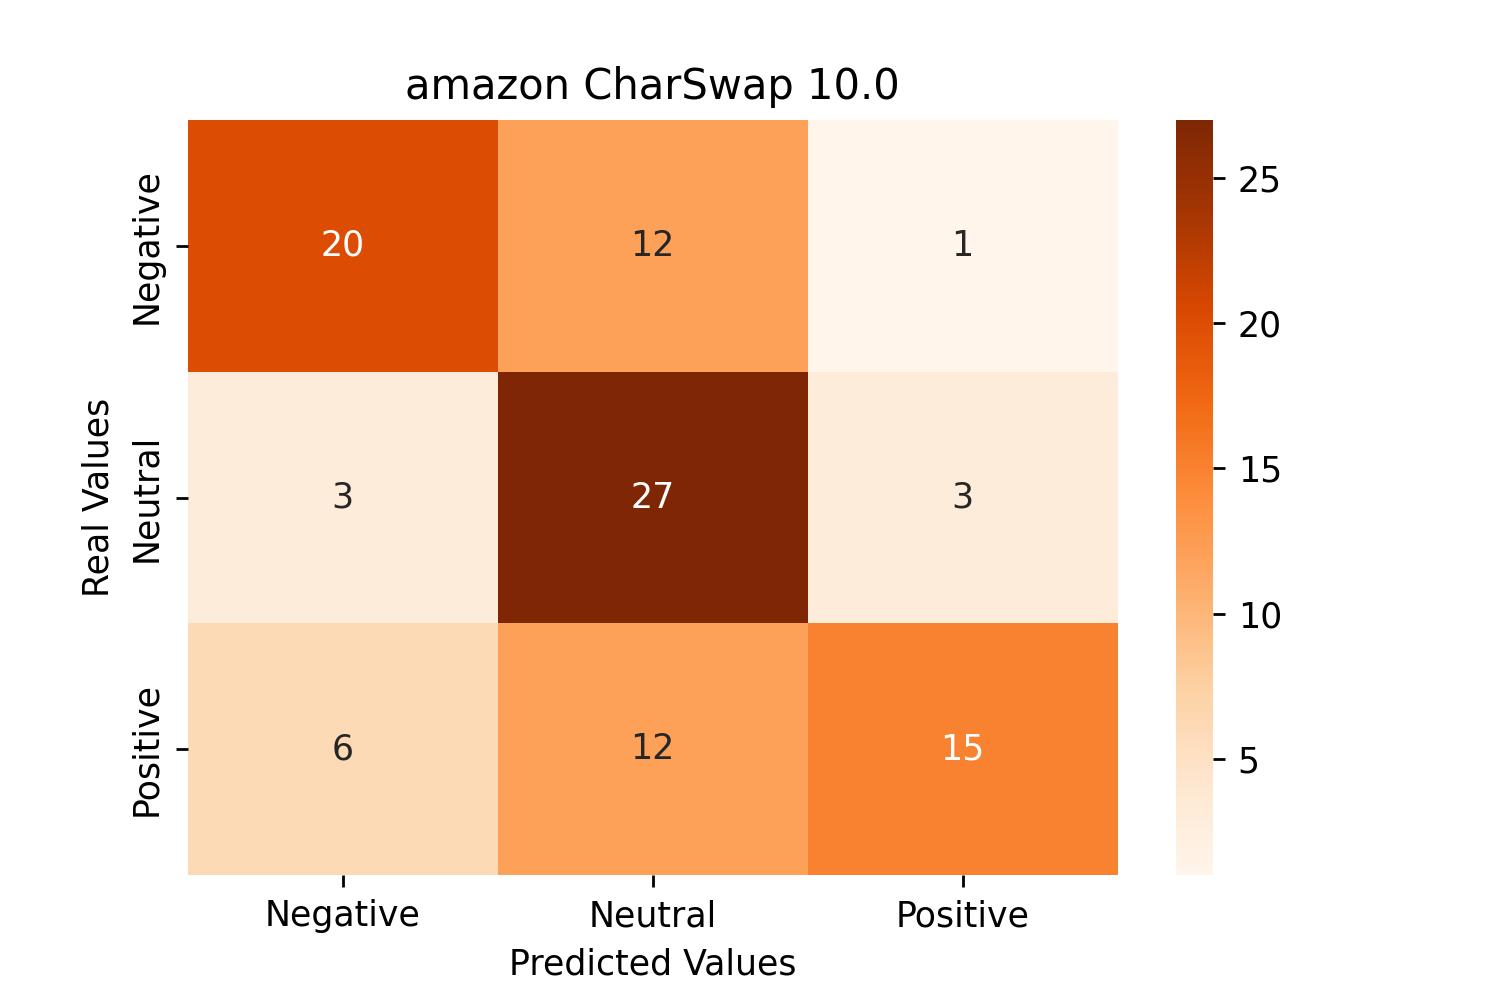 amazon CharSwap 10.0
Real Values
Negative
20 12 1
Neutral
3 27 3
Positive
6 12 15
Negative Neutral Positive
Predicted Values
25
20
15
10
5